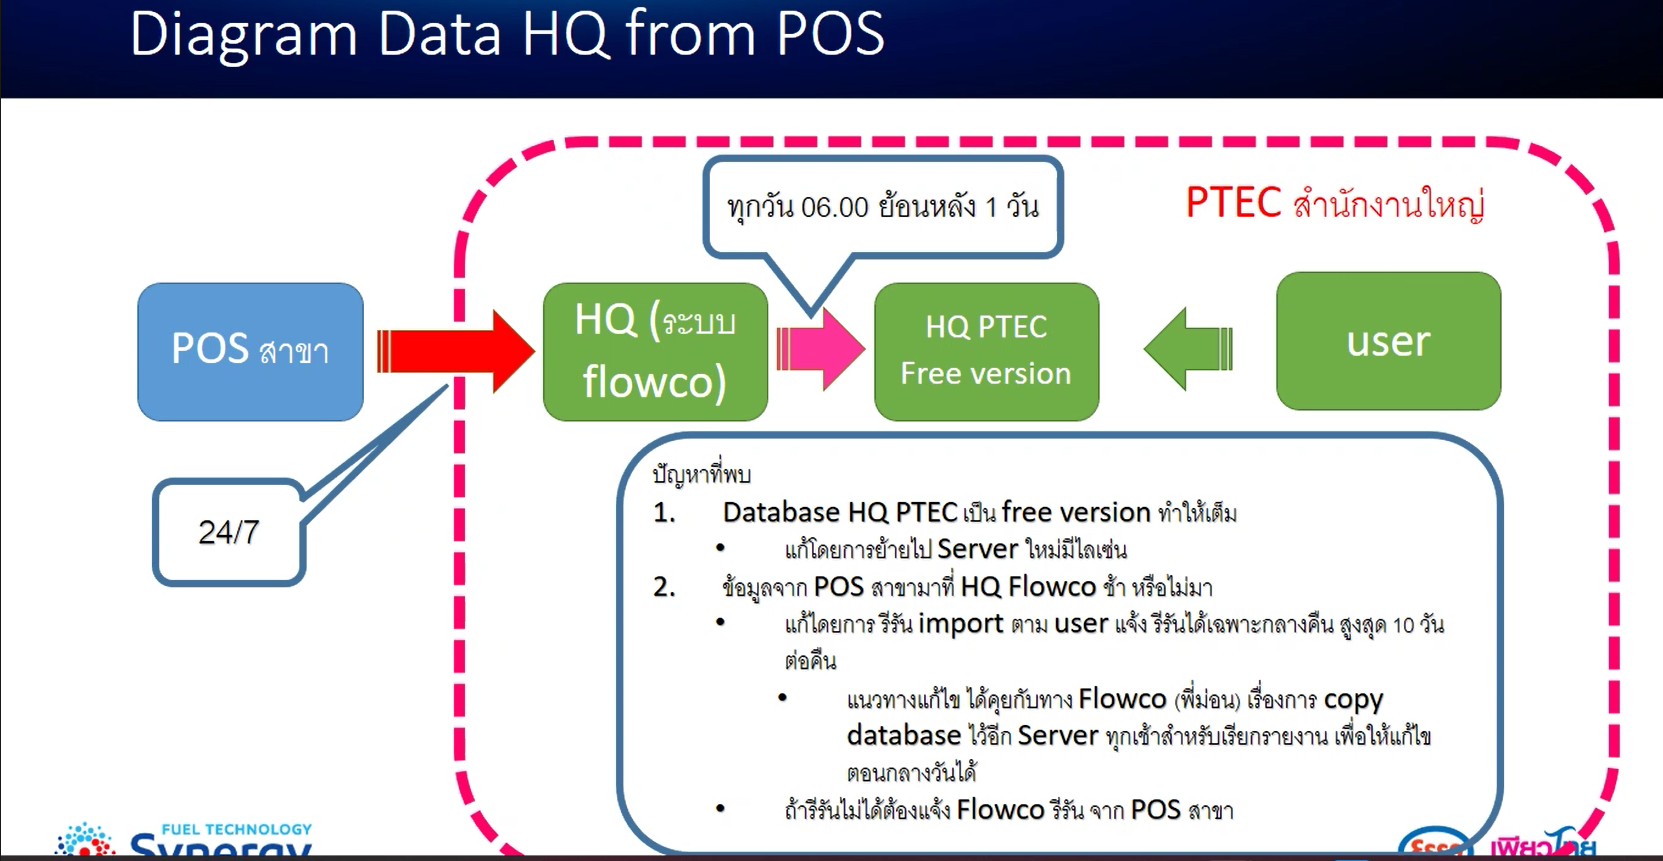 Diagram Data HQ from POS
ทุกวัน 06.00 ย้อนหลัง 1 วัน
PTEC สำนักงานใหญ่
POS สาขา
HQ (ระบบ
flowco)
HQ PTEC
Free version
user
24/7
ปัญหาที่พบ
1. Database HQ PTEC เป็น free version ทำให้เต็ม
• แก้โดยการย้ายไป Server ใหม่มีไลเซ่น
2. ข้อมูลจาก POS สาขามาที่ HQ Flowco ช้า หรือไม่มา
• แก้ไดยการ รีรัน import ตาม user แจ้ง รีรันได้เฉพาะกลางคืน สูงสุด 10 วัน
ต่อคืน
• แนวทางแก้ไข ได้คุยกับทาง Flowco (พี่ม่อน) เรื่องการ copy
database ไว้อีก Server ทุกเช้าสำหรับเรียกรายงาน เพื่อให้แก้ไข
ตอนกลางวันได้
• ถ้ารีรันไม่ได้ต้องแจ้ง Flowco รีรัน จาก POS สาขา
FUEL TECHNOLOGY
Synergy
Esso เพียวไทย